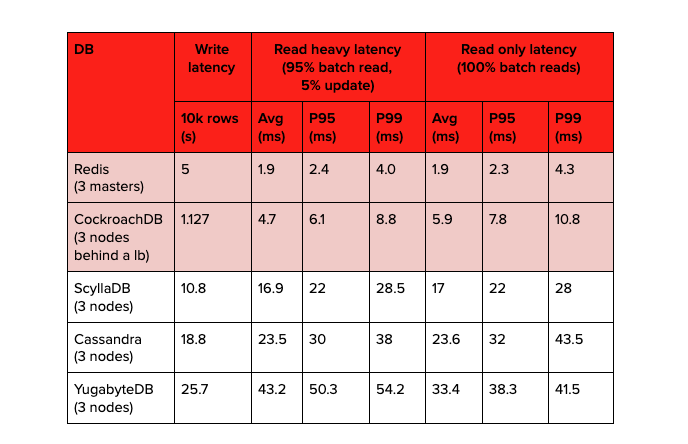 DB
Write
latency
Read heavy latency
(95% batch read,
5% update)
Read only latency
(100% batch reads)
10k rows
(s)
Avg
(ms)
P95
(ms)
P99
(ms)
Avg
(ms)
P95
(ms)
P99
(ms)
Redis
(3 masters)
5
1.9
2.4
4.0
1.9
2.3
4.3
CockroachDB
(3 nodes
behind a lb)
1.127
4.7
6.1
8.8
5.9
7.8
10.8
ScyllaDB
(3 nodes)
10.8
16.9
22
28.5
17
22
28
Cassandra
(3 nodes)
18.8
23.5
30
38
23.6
32
43.5
YugabyteDB
(3 nodes)
25.7
43.2
50.3
54.2
33.4
38.3
41.5